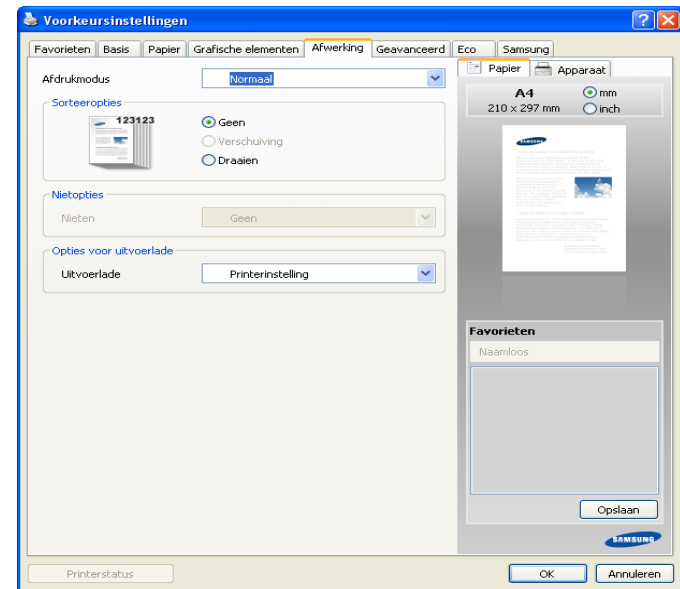 Voorkeursinstellingen
Favorieten Basis Papier Grafische elementen Afwerking Geavanceerd Eco Samsung
Afdrukmodus Normaal
Sorteeropties
123123
Geen
Verschuiving
Draaien
Nietopties
Nieten Geen
Opties voor uitvoerlade
Uitvoerlade Printerinstelling
Papier Apparaat
A4
210 x 297 mm
mm
inch
SAMSUNG
Favorieten
Naamloos
Opslaan
SAMSUNG
Printerstatus OK Annuleren